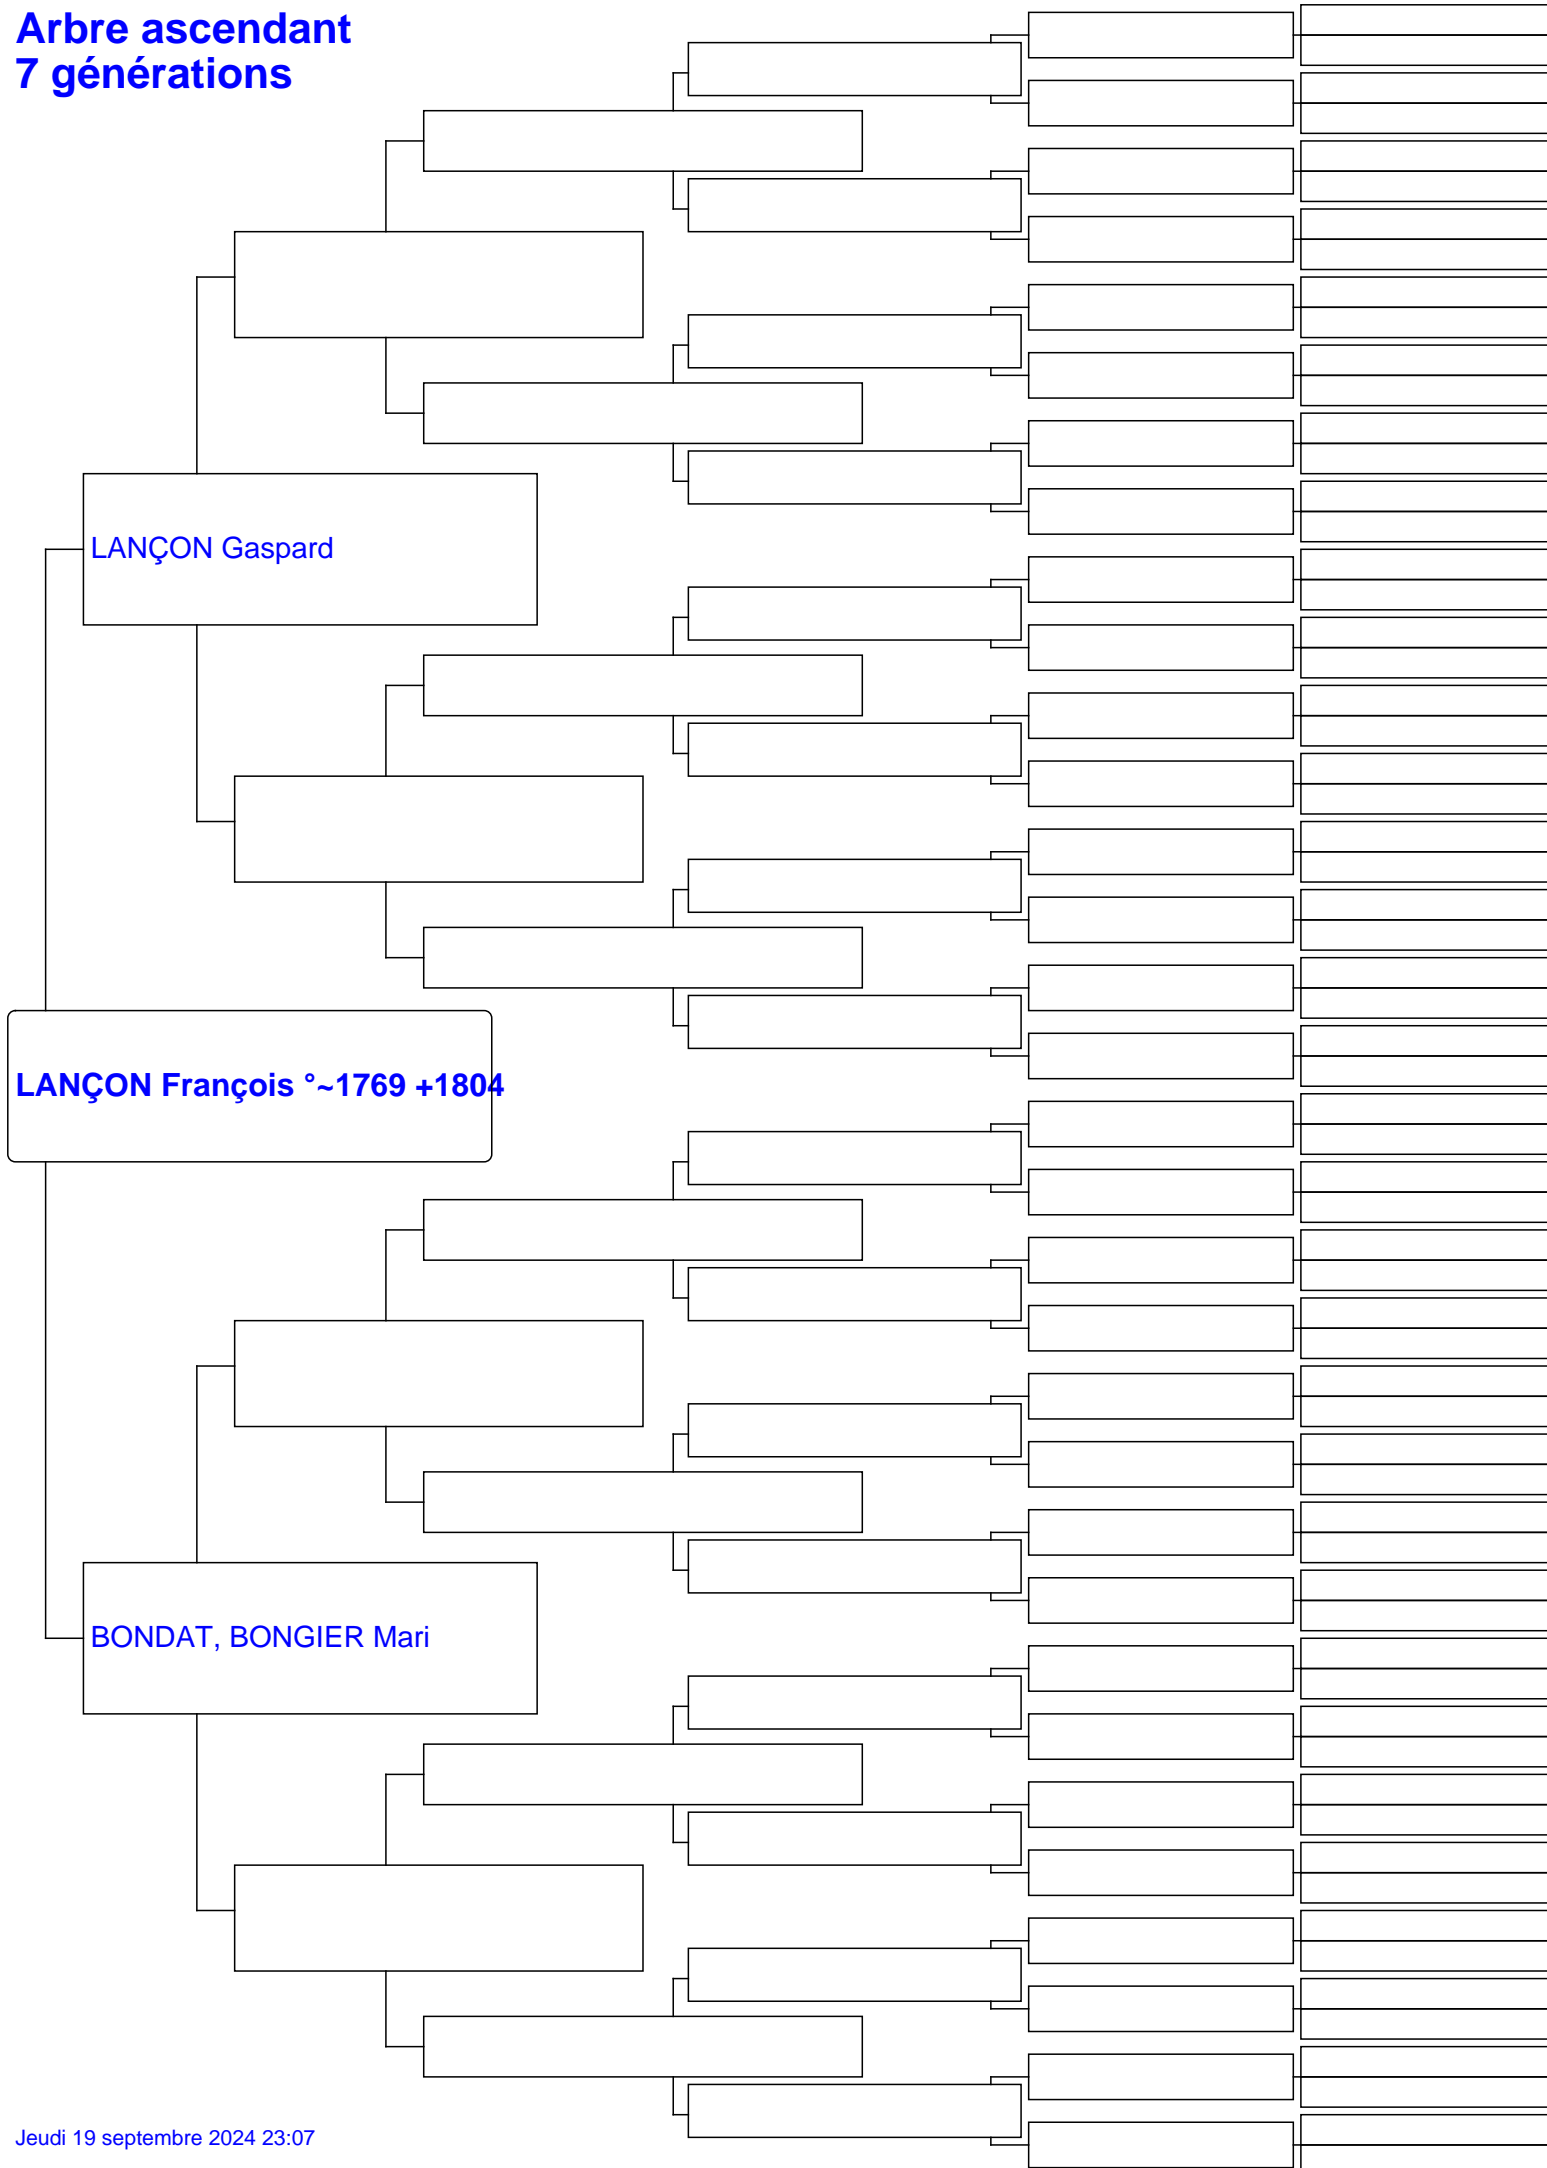 Arbre ascendant
7 générations
LANÇON Gaspard
LANÇON François °~1769 +1804
BONDAT, BONGIER Mari
Jeudi 19 septembre 2024 23:07